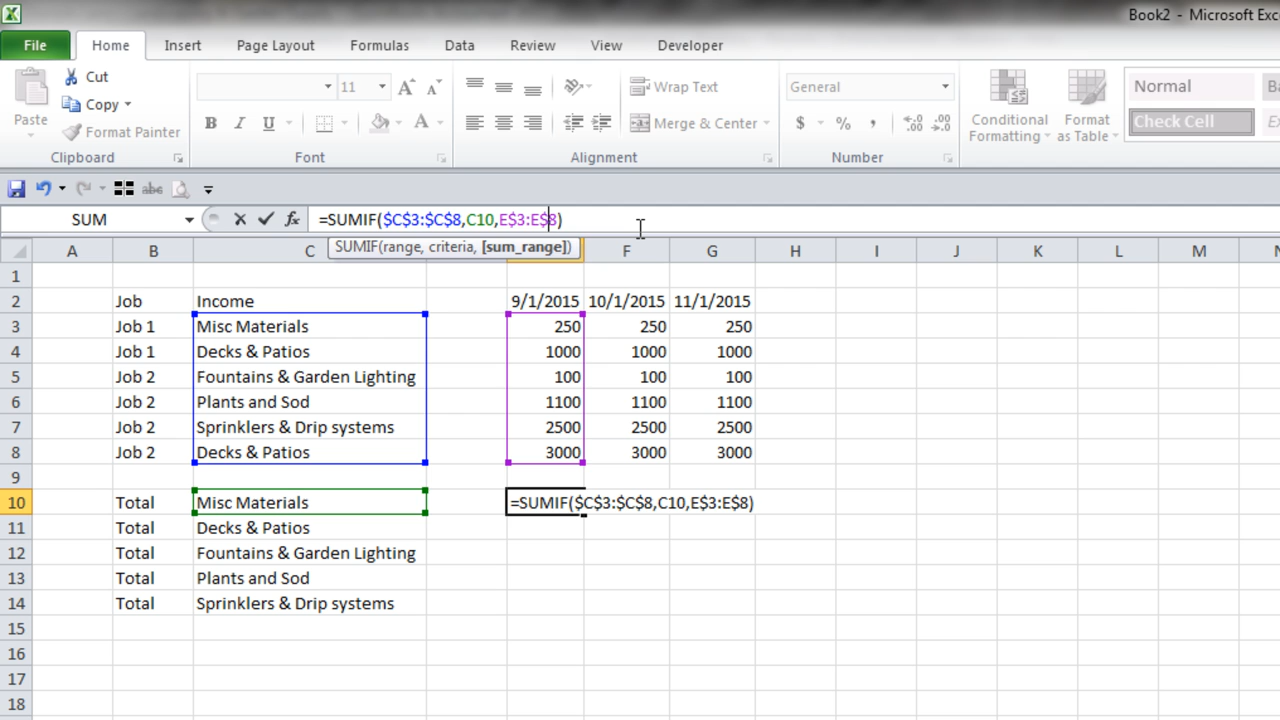 Book2 - Microsoft Exc
File Home Insert Page Layout Formulas Data Review View Developer
Paste
Cut
Copy
Format Painter
Clipboard
11
B I U
Font
Wrap Text
Merge & Center
Alignment
General
$ % ,
Number
Conditional Formatting
Format as Table
Normal
Check Cell
abc
SUM fx =SUMIF($C$3:$C$8,C10,E$3:E$8)
SUMIF(range, criteria, [sum_range])
A B C F G H I J K L M N
1
2 Job Income 9/1/2015 10/1/2015 11/1/2015
3 Job 1 Misc Materials 250 250 250
4 Job 1 Decks & Patios 1000 1000 1000
5 Job 2 Fountains & Garden Lighting 100 100 100
6 Job 2 Plants and Sod 1100 1100 1100
7 Job 2 Sprinklers & Drip systems 2500 2500 2500
8 Job 2 Decks & Patios 3000 3000 3000
9
10 Total Misc Materials =SUMIF($C$3:$C$8,C10,E$3:E$8)
11 Total Decks & Patios
12 Total Fountains & Garden Lighting
13 Total Plants and Sod
14 Total Sprinklers & Drip systems
15
16
17
18